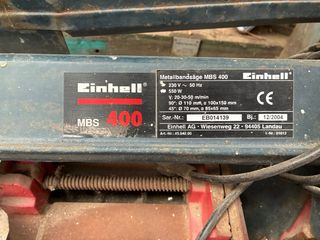 Einhell
MBS 400
Metallbandsäge MBS 400
230 V ~ 50 Hz
550 W
V: 20-30-50 m/min
90°: Ø 110 mm, ± 100x150 mm
45°: Ø 70 mm, ± 85x65 mm
Ser.-Nr.: EB014139 Bj.: 12/2004
Einhell AG · Wiesenweg 22 · 94405 Landau
Einhell
CE